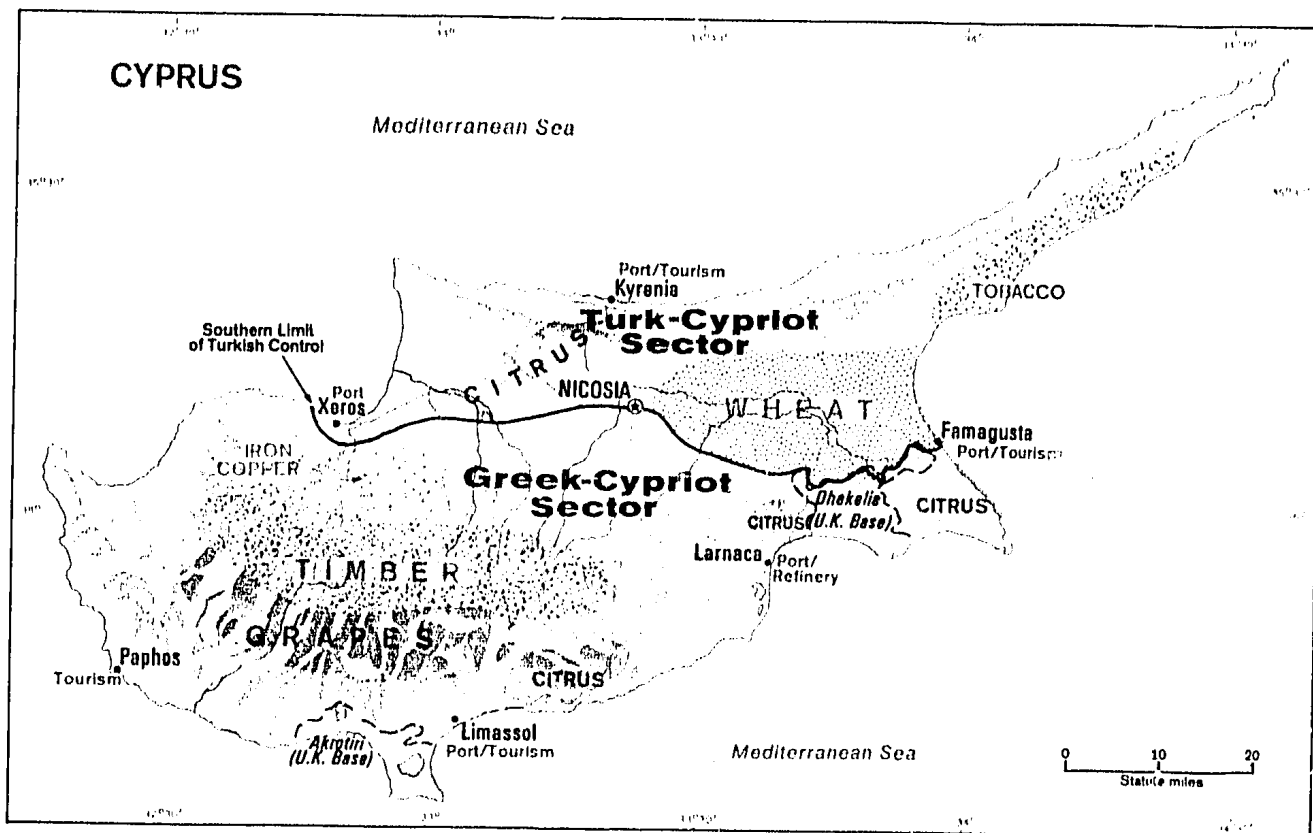 CYPRUS
Mediterranean Sea
Port/Tourism
Kyrenia
TOBACCO
Turk-Cypriot
Sector
Southern Limit
of Turkish Control
CITRUS
Port
Xeros
NICOSIA
WHEAT
Famagusta
Port/Tourism
IRON
COPPER
Greek-Cypriot
Sector
Dhekelia
(U.K. Base)
CITRUS
CITRUS
Larnaca
Port/
Refinery
TIMBER
GRAPES
Paphos
Tourism
CITRUS
Limassol
Port/Tourism
Akrotiri
(U.K. Base)
Mediterranean Sea
0 10 20
Statute miles